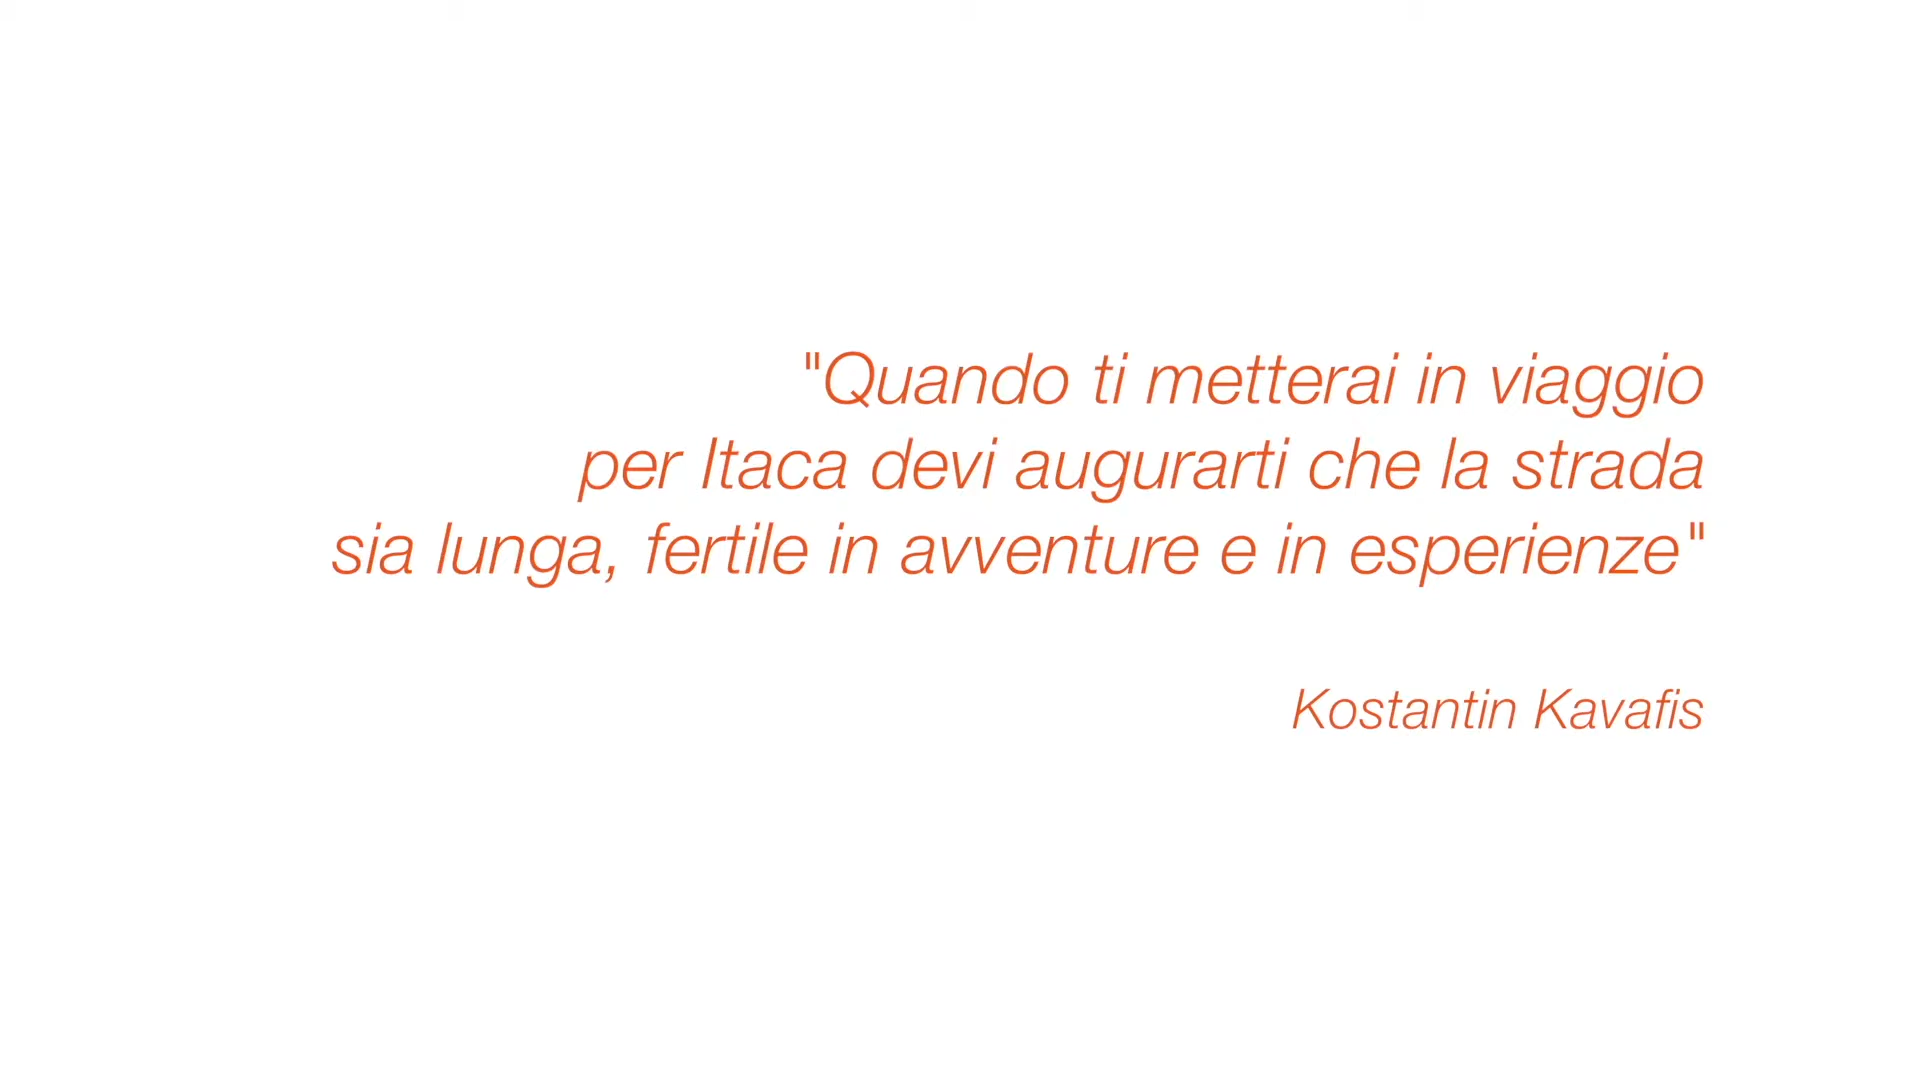 "Quando ti metterai in viaggio
per Itaca devi augurarti che la strada
sia lunga, fertile in avventure e in esperienze"
Kostantin Kavafis